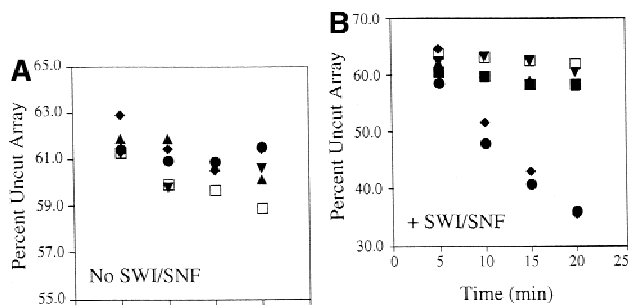 A
65.0
63.0
61.0
59.0
57.0
55.0
Percent Uncut Array
No SWI/SNF
B
70.0
60.0
50.0
40.0
30.0
Percent Uncut Array
+ SWI/SNF
0 5 10 15 20 25
Time (min)